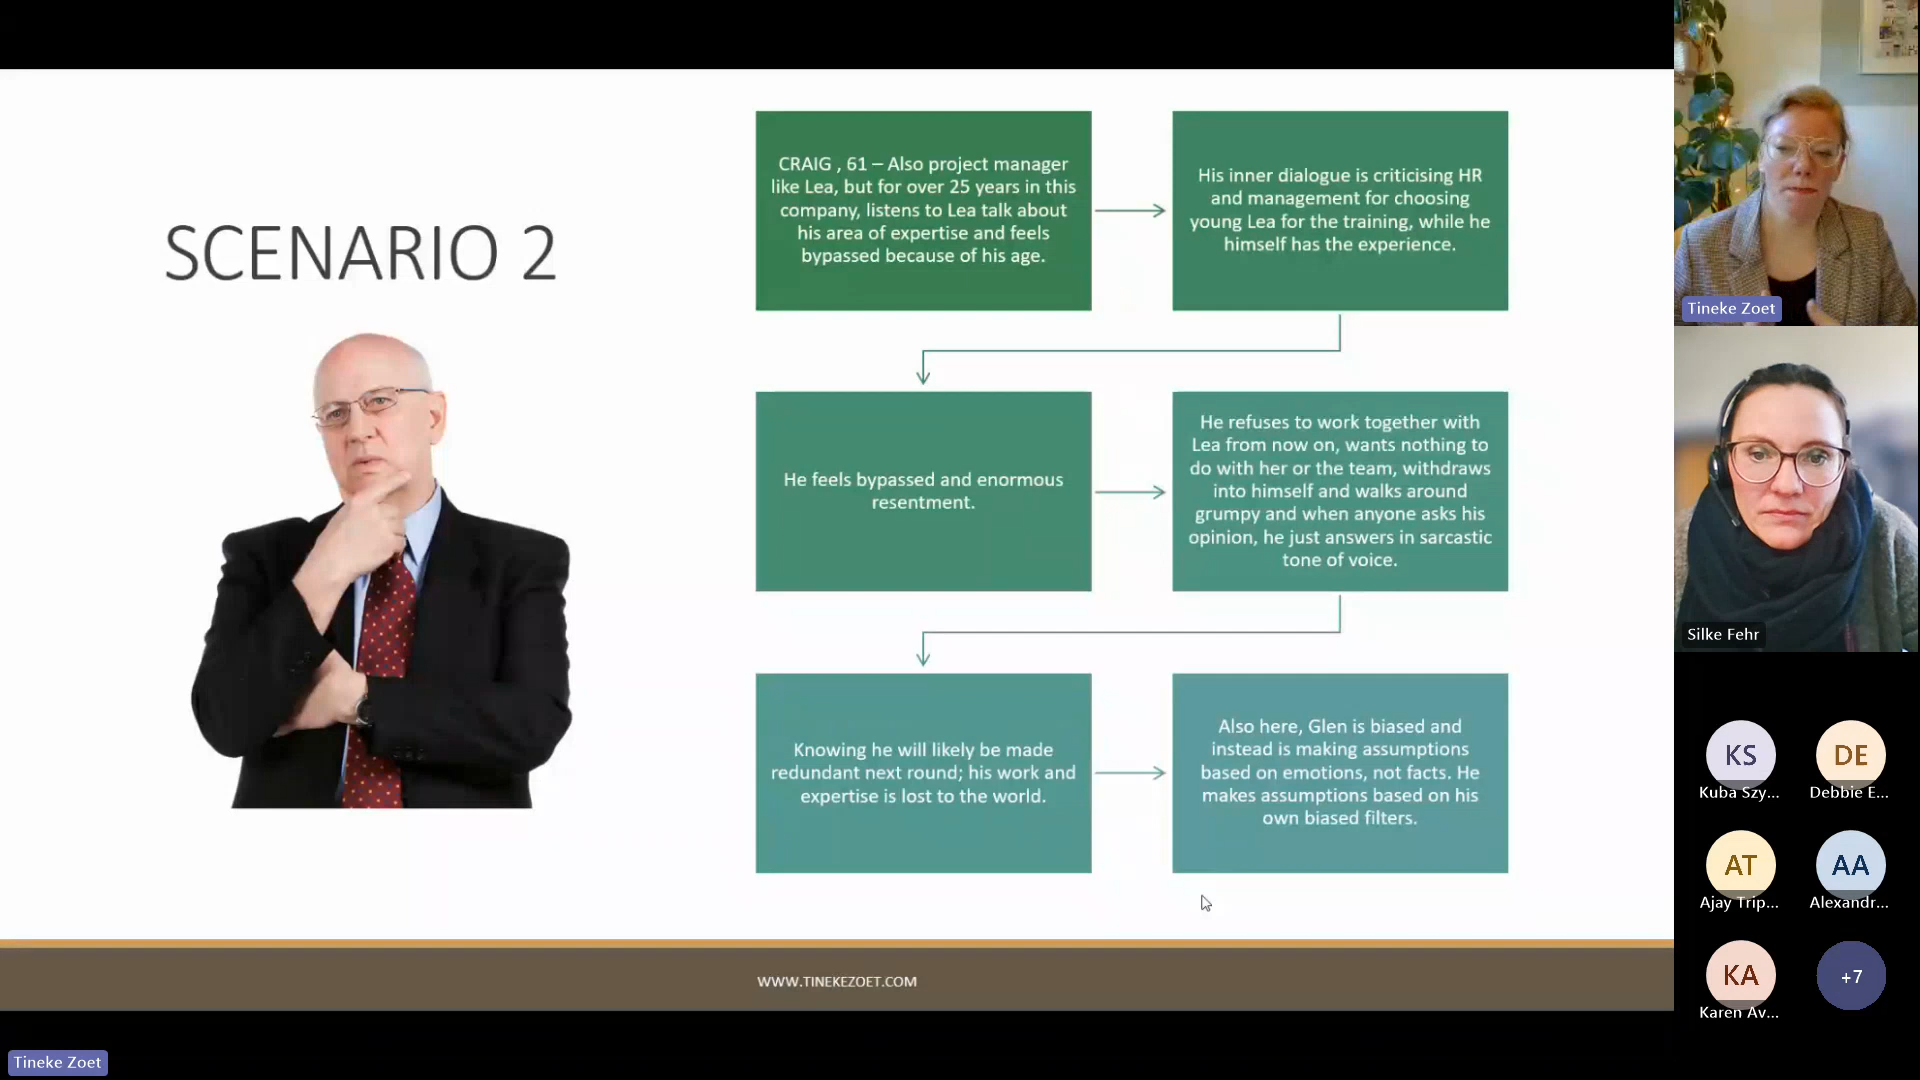 SCENARIO 2
CRAIG , 61 – Also project manager
like Lea, but for over 25 years in this
company, listens to Lea talk about
his area of expertise and feels
bypassed because of his age.
His inner dialogue is criticising HR
and management for choosing
young Lea for the training, while he
himself has the experience.
He feels bypassed and enormous
resentment.
He refuses to work together with
Lea from now on, wants nothing to
do with her or the team, withdraws
into himself and walks around
grumpy and when anyone asks his
opinion, he just answers in sarcastic
tone of voice.
Knowing he will likely be made
redundant next round; his work and
expertise is lost to the world.
Also here, Glen is biased and
instead is making assumptions
based on emotions, not facts. He
makes assumptions based on his
own biased filters.
WWW.TINEKEZOET.COM
Tineke Zoet
Tineke Zoet
Silke Fehr
KS
Kuba Szy...
DE
Debbie E...
AT
Ajay Trip...
AA
Alexandr...
KA
Karen Av...
+7